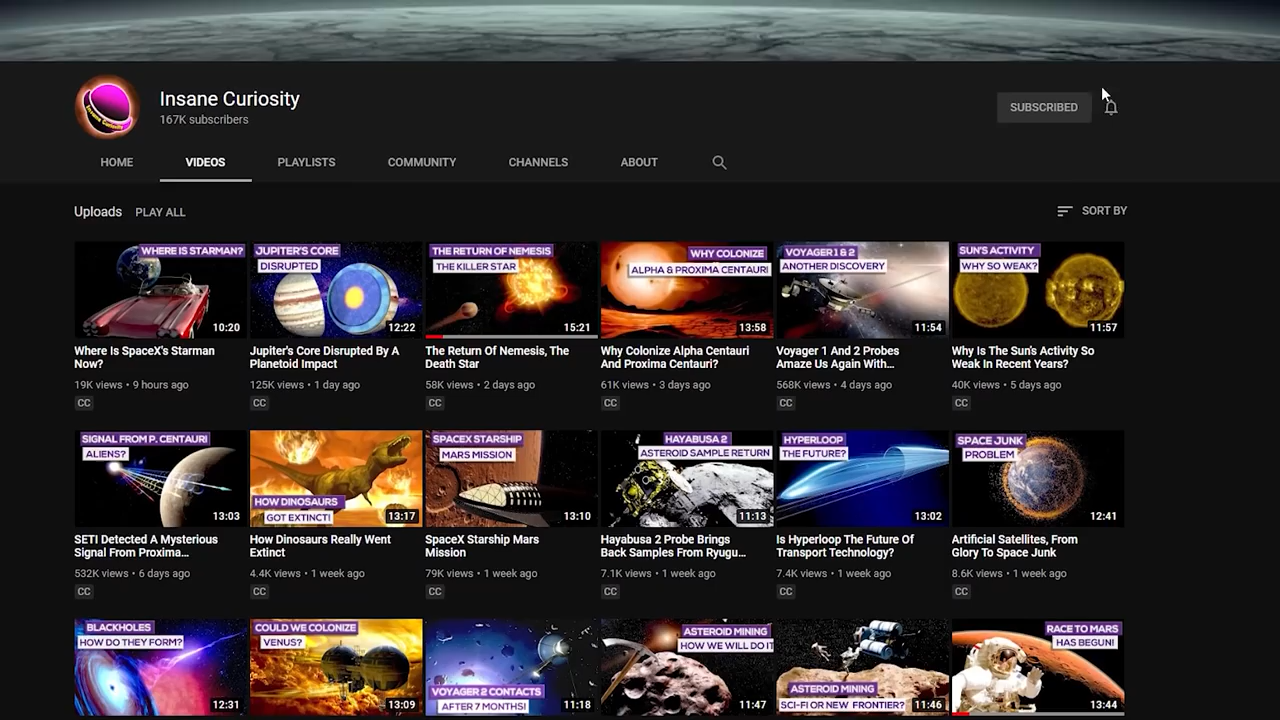 Insane Curiosity
167K subscribers
SUBSCRIBED
HOME VIDEOS PLAYLISTS COMMUNITY CHANNELS ABOUT
Uploads PLAY ALL
SORT BY
WHERE IS STARMAN?
10:20
Where Is SpaceX's Starman
Now?
19K views • 9 hours ago
CC
JUPITER'S CORE
DISRUPTED
12:22
Jupiter's Core Disrupted By A
Planetoid Impact
125K views • 1 day ago
CC
THE RETURN OF NEMESIS
THE KILLER STAR
15:21
The Return Of Nemesis, The
Death Star
58K views • 2 days ago
CC
WHY COLONIZE
ALPHA & PROXIMA CENTAURI
13:58
Why Colonize Alpha Centauri
And Proxima Centauri?
61K views • 3 days ago
CC
VOYAGER 1 & 2
ANOTHER DISCOVERY
11:54
Voyager 1 And 2 Probes
Amaze Us Again With...
568K views • 4 days ago
CC
SUN'S ACTIVITY
WHY SO WEAK?
11:57
Why Is The Sun's Activity So
Weak In Recent Years?
40K views • 5 days ago
CC
SIGNAL FROM P. CENTAURI
ALIENS?
13:03
SETI Detected A Mysterious
Signal From Proxima...
532K views • 6 days ago
CC
HOW DINOSAURS
GOT EXTINCT!
13:17
How Dinosaurs Really Went
Extinct
4.4K views • 1 week ago
CC
SPACEX STARSHIP
MARS MISSION
13:10
SpaceX Starship Mars
Mission
79K views • 1 week ago
CC
HAYABUSA 2
ASTEROID SAMPLE RETURN
11:13
Hayabusa 2 Probe Brings
Back Samples From Ryugu...
7.1K views • 1 week ago
CC
HYPERLOOP
THE FUTURE?
13:02
Is Hyperloop The Future Of
Transport Technology?
7.4K views • 1 week ago
CC
SPACE JUNK
PROBLEM
12:41
Artificial Satellites, From
Glory To Space Junk
8.6K views • 1 week ago
CC
BLACKHOLES
HOW DO THEY FORM?
12:31
COULD WE COLONIZE
VENUS?
13:09
VOYAGER 2 CONTACTS
AFTER 7 MONTHS!
11:18
ASTEROID MINING
HOW WE WILL DO IT
11:47
ASTEROID MINING
SCI-FI OR NEW FRONTIER?
11:46
RACE TO MARS
HAS BEGUN!
13:44